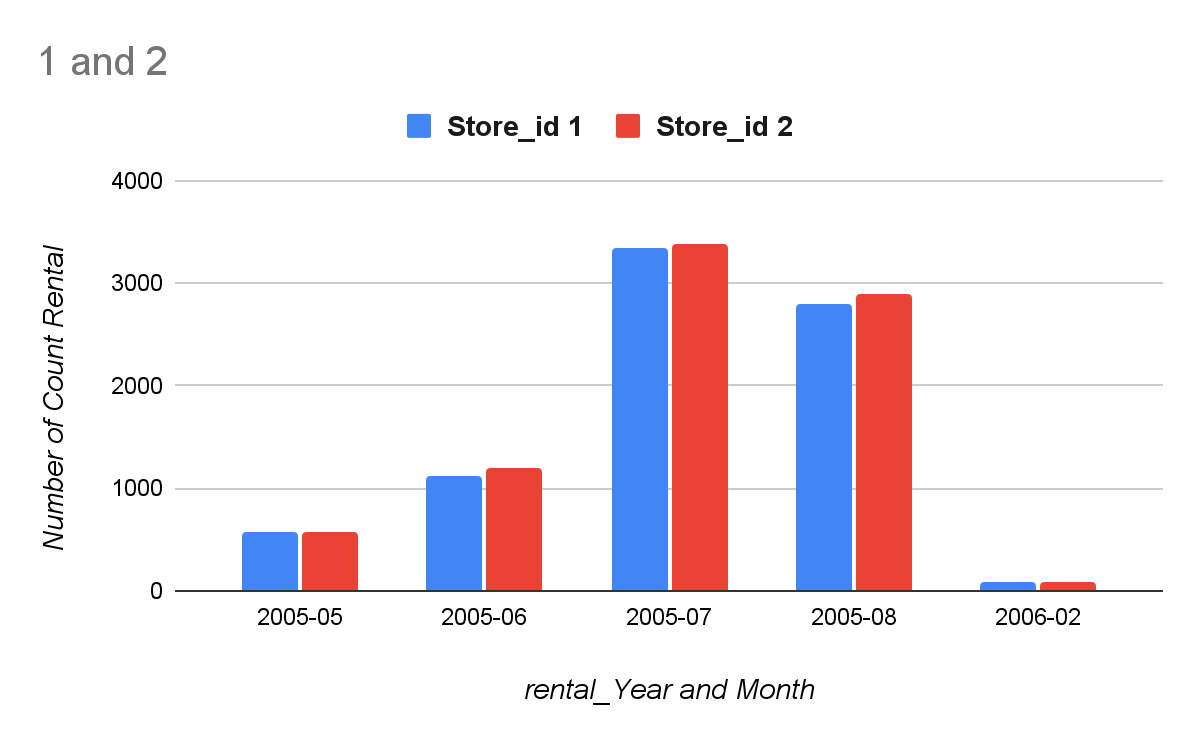 1 and 2
Store_id 1 Store_id 2
4000
3000
2000
1000
0
Number of Count Rental
2005-05 2005-06 2005-07 2005-08 2006-02
rental_Year and Month